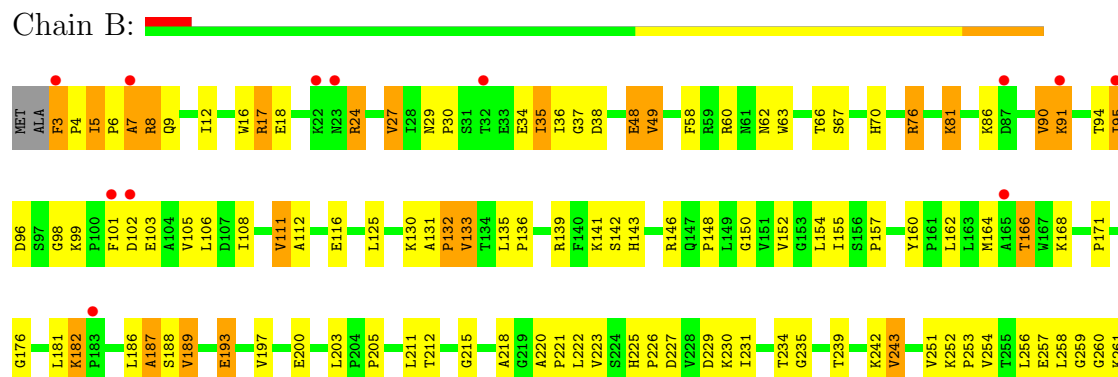 Chain B:
MET ALA F3 P4 I5 P6 A7 R8 Q9 I12 W16 R17 E18 K22 N23 R24 V27 I28 N29 P30 S31 T32 E33 E34 I35 I36 G37 D38 E48 V49 F58 R59 R60 N61 N62 W63 T66 S67 H70 R76 K81 K86 D87 V90 K91 T94 I95
D96 S97 G98 K99 P100 F101 D102 E103 A104 V105 L106 D107 I108 V111 A112 E116 L125 K130 A131 P132 V133 T134 L135 P136 R139 F140 K141 S142 H143 R146 Q147 P148 L149 G150 V151 V152 G153 L154 I155 S156 P157 Y160 P161 L162 L163 M164 A165 T166 W167 K168 P171
G176 L181 K182 P183 L186 A187 S188 V189 E193 V197 E200 L203 P204 P205 L211 T212 G215 A218 G219 A220 P221 L222 V223 S224 H225 P226 D227 V228 D229 K230 I231 T234 G235 T239 K242 V243 V251 K252 P253 V254 T255 L256 E257 L258 G259 G260